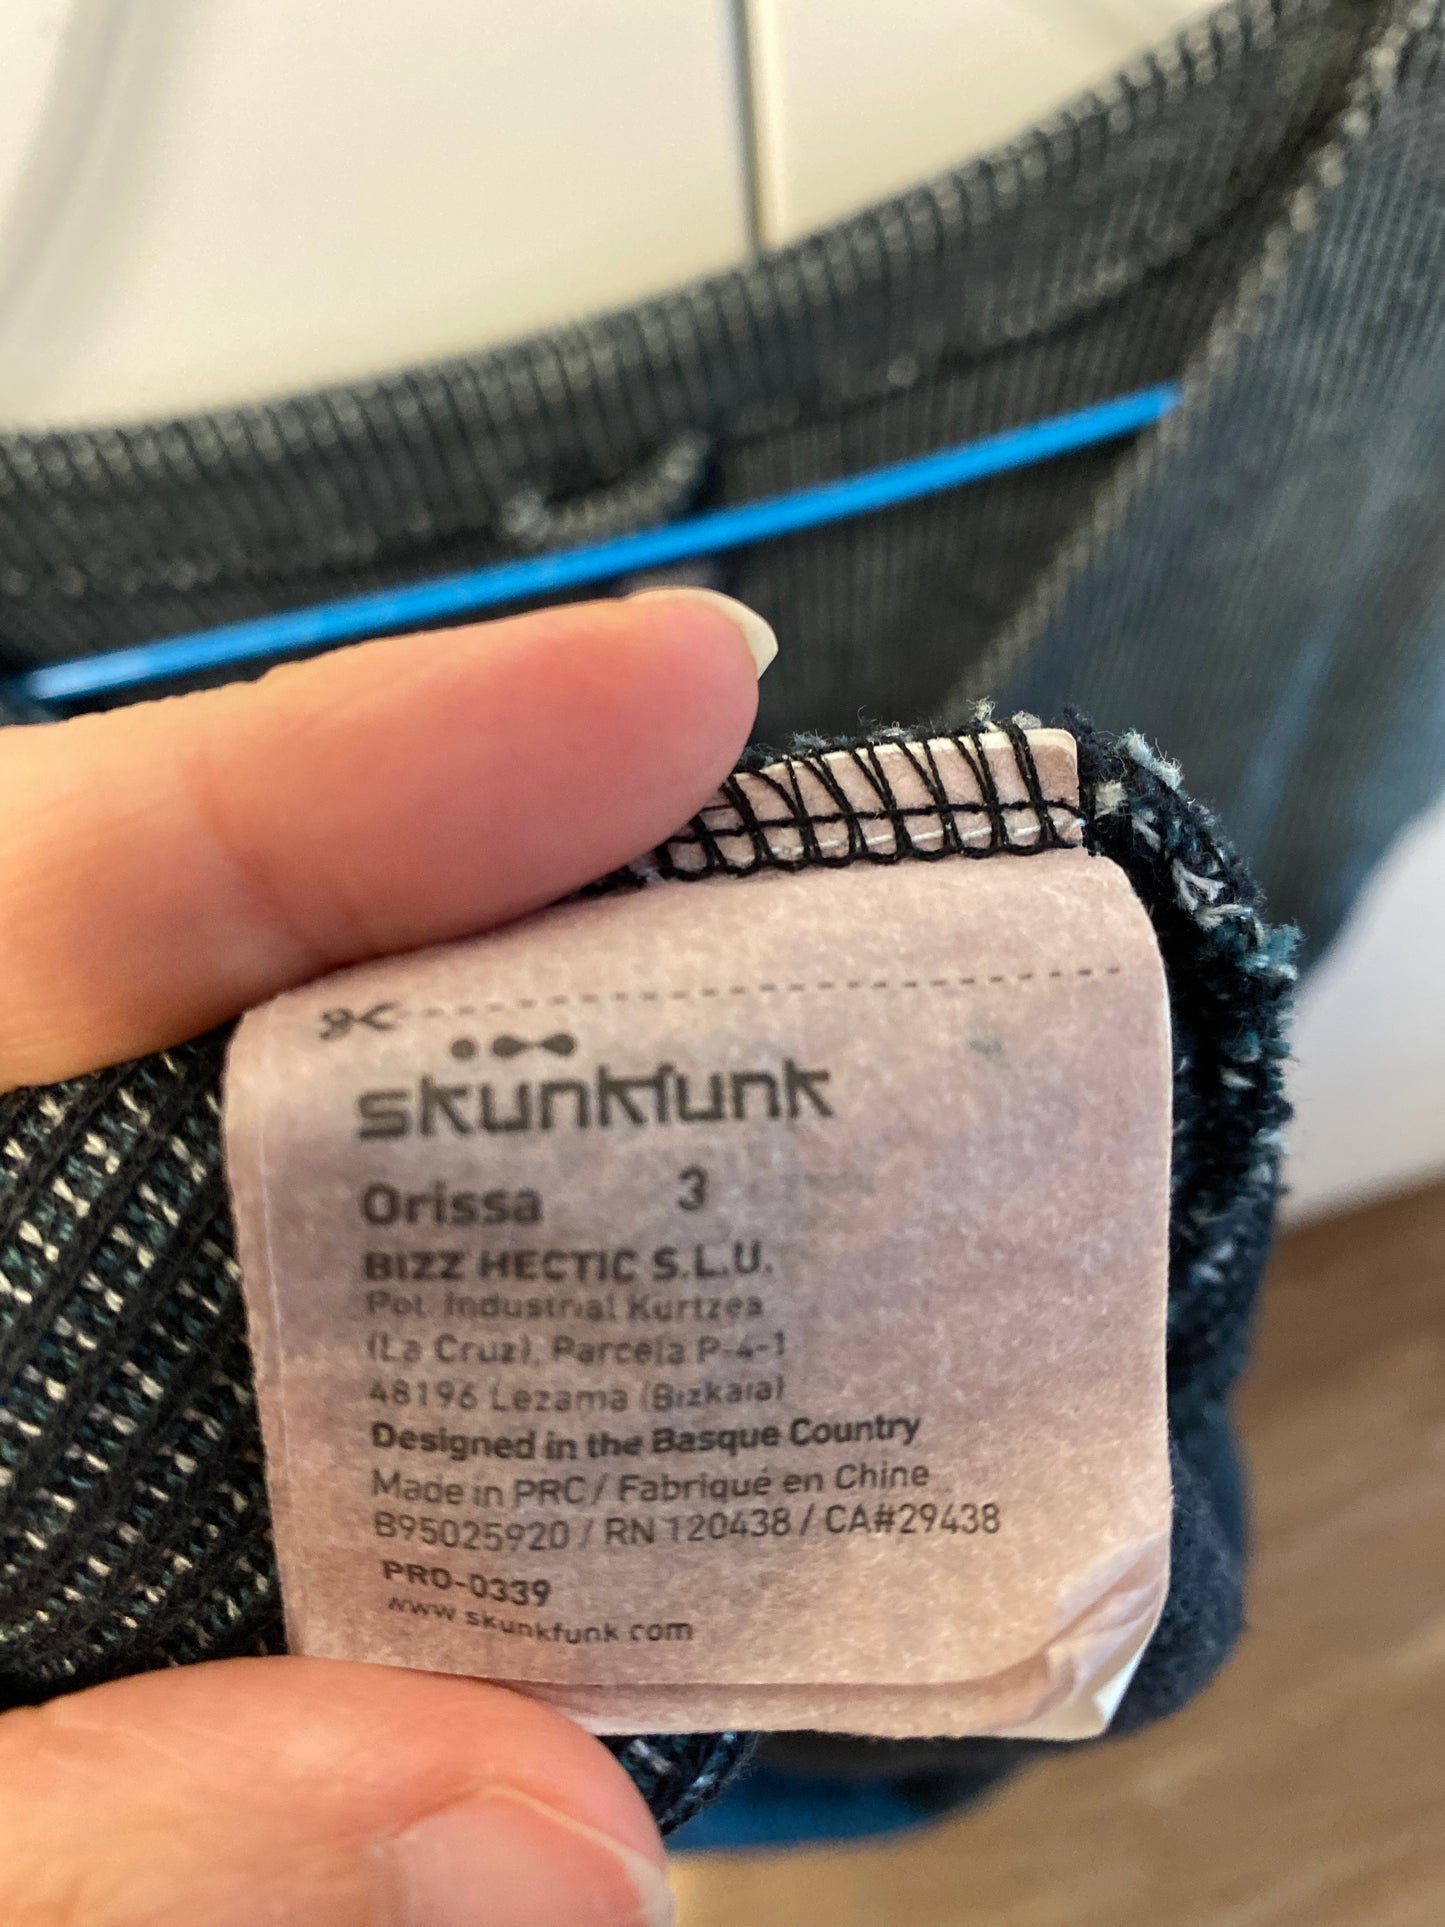 skunkfunk
Orissa 3
BIZZ HECTIC S.L.U.
Pol. Industrial Kurtzea
(La Cruz), Parcela P-4-1
48196 Lezama (Bizkaia)
Designed in the Basque Country
Made in PRC / Fabriqué en Chine
B95025920 / RN 120438 / CA#29438
PRO-0339
www.skunkfunk.com